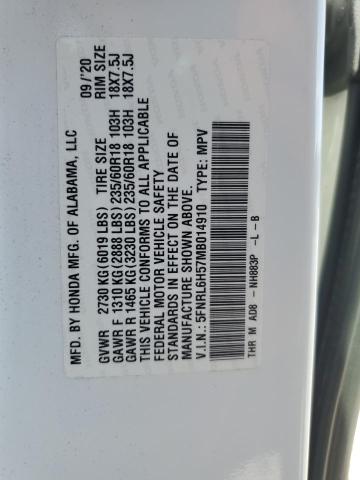 MFD. BY HONDA MFG. OF ALABAMA, LLC 09/'20
GVWR 2730 KG(6019 LBS) TIRE SIZE RIM SIZE
GAWR F 1310 KG(2888 LBS)235/60R18 103H 18X7.5J
GAWR R 1465 KG(3230 LBS)235/60R18 103H 18X7.5J
THIS VEHICLE CONFORMS TO ALL APPLICABLE
FEDERAL MOTOR VEHICLE SAFETY
STANDARDS IN EFFECT ON THE DATE OF
MANUFACTURE SHOWN ABOVE.
V.I.N.: 5FNRL6H57MB014910 TYPE: MPV
THR M AD8 - NH883P -L-B